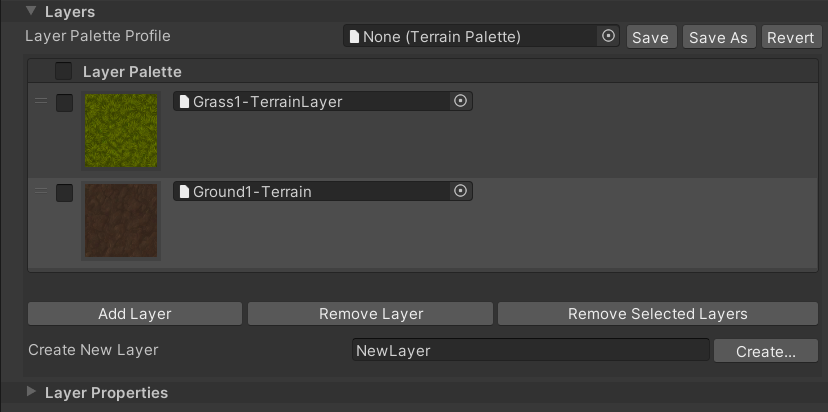 Layers
Layer Palette Profile None (Terrain Palette) Save Save As Revert
Layer Palette
Grass1-TerrainLayer
Ground1-Terrain
Add Layer Remove Layer Remove Selected Layers
Create New Layer NewLayer Create...
Layer Properties